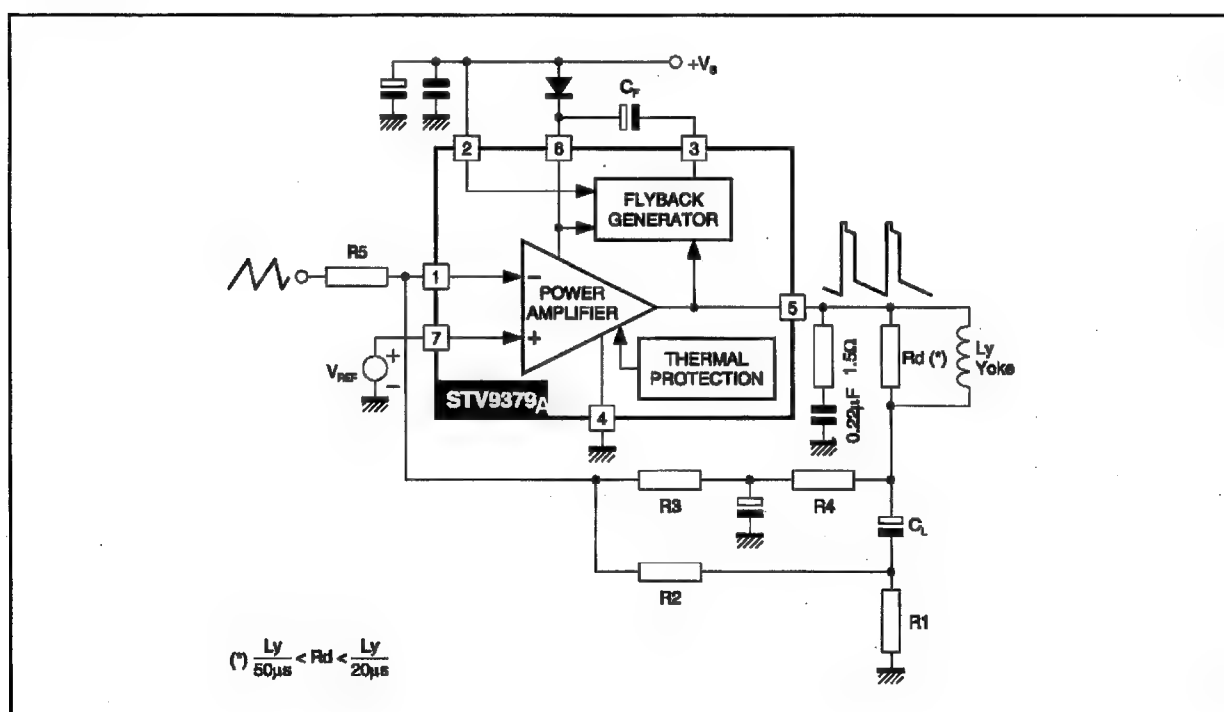 +Vs
CF
2
6
3
FLYBACK
GENERATOR
R5
1
−
POWER
AMPLIFIER
5
7
+
VREF
+
−
THERMAL
PROTECTION
STV9379A
4
1.5Ω
0.22µF
Rd (*)
Ly
Yoke
R3
R4
CL
R2
R1
(*) Ly/50µs < Rd < Ly/20µs